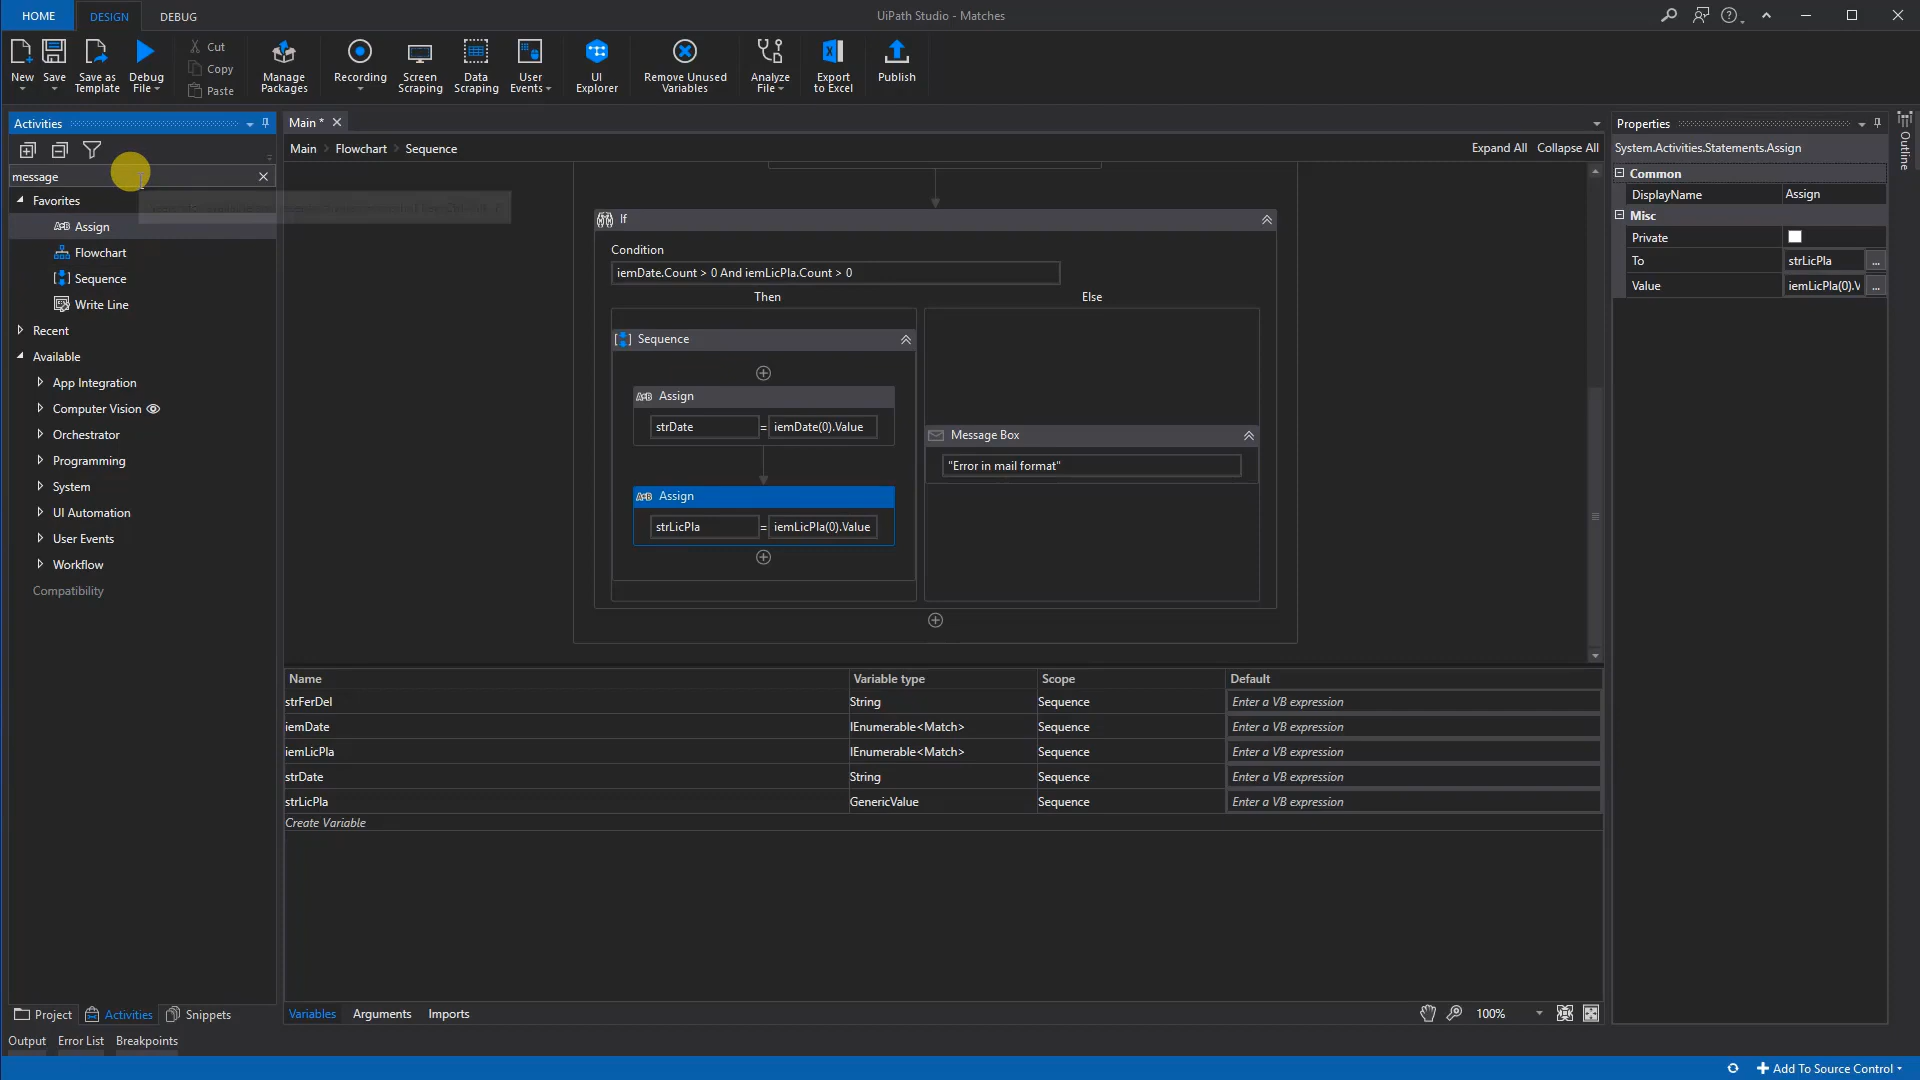 HOME DESIGN DEBUG UiPath Studio - Matches
New Save Save as Template Debug File Cut Copy Paste Manage Packages Recording Screen Scraping Data Scraping User Events UI Explorer Remove Unused Variables Analyze File Export to Excel Publish
Activities
message
Favorites
Assign
Flowchart
Sequence
Write Line
Recent
Available
App Integration
Computer Vision
Orchestrator
Programming
System
UI Automation
User Events
Workflow
Compatibility
Project Activities Snippets
Main *
Main Flowchart Sequence Expand All Collapse All
If
Condition
iemDate.Count > 0 And iemLicPla.Count > 0
Then Else
Sequence
Assign
strDate = iemDate(0).Value
Assign
strLicPla = iemLicPla(0).Value
Message Box
"Error in mail format"
Name Variable type Scope Default
strFerDel String Sequence Enter a VB expression
iemDate IEnumerable<Match> Sequence Enter a VB expression
iemLicPla IEnumerable<Match> Sequence Enter a VB expression
strDate String Sequence Enter a VB expression
strLicPla GenericValue Sequence Enter a VB expression
Create Variable
Variables Arguments Imports 100%
Properties
System.Activities.Statements.Assign
Common
DisplayName Assign
Misc
Private
To strLicPla ...
Value iemLicPla(0).V ...
Outline
Output Error List Breakpoints
Add To Source Control